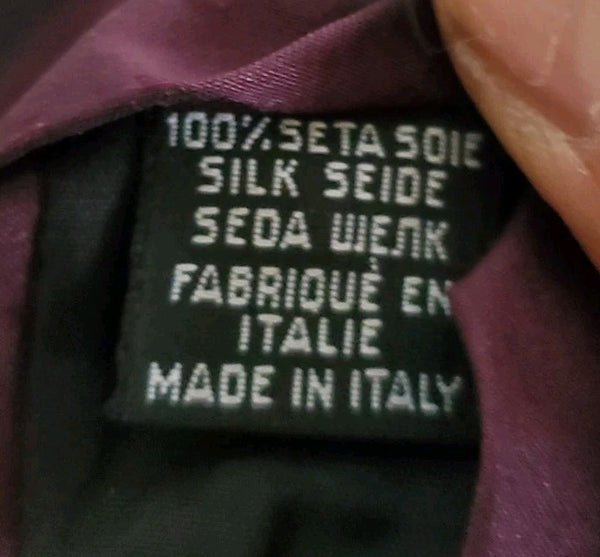 100% SETA SOIE
SILK SEIDE
SEDA ШЕЛК
FABRIQUÈ EN
ITALIE
MADE IN ITALY